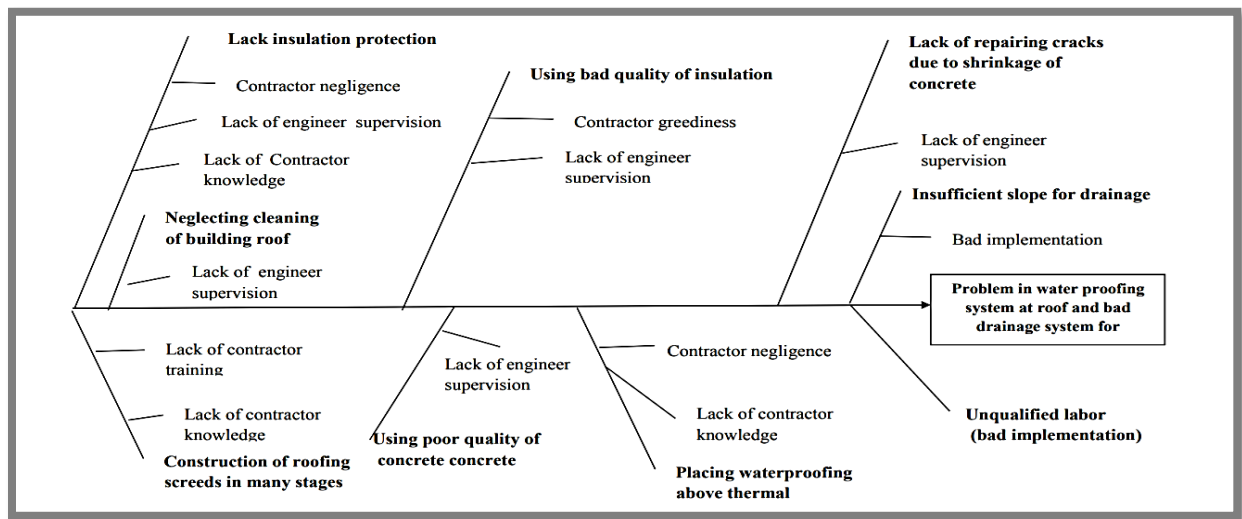 Lack insulation protection
Contractor negligence
Lack of engineer supervision
Lack of Contractor
knowledge
Neglecting cleaning
of building roof
Lack of engineer
supervision
Using bad quality of insulation
Contractor greediness
Lack of engineer
supervision
Lack of repairing cracks
due to shrinkage of
concrete
Lack of engineer
supervision
Insufficient slope for drainage
Bad implementation
Problem in water proofing
system at roof and bad
drainage system for
Lack of contractor
training
Lack of contractor
knowledge
Construction of roofing
screeds in many stages
Lack of engineer
supervision
Using poor quality of
concrete concrete
Contractor negligence
Lack of contractor
knowledge
Placing waterproofing
above thermal
Unqualified labor
(bad implementation)